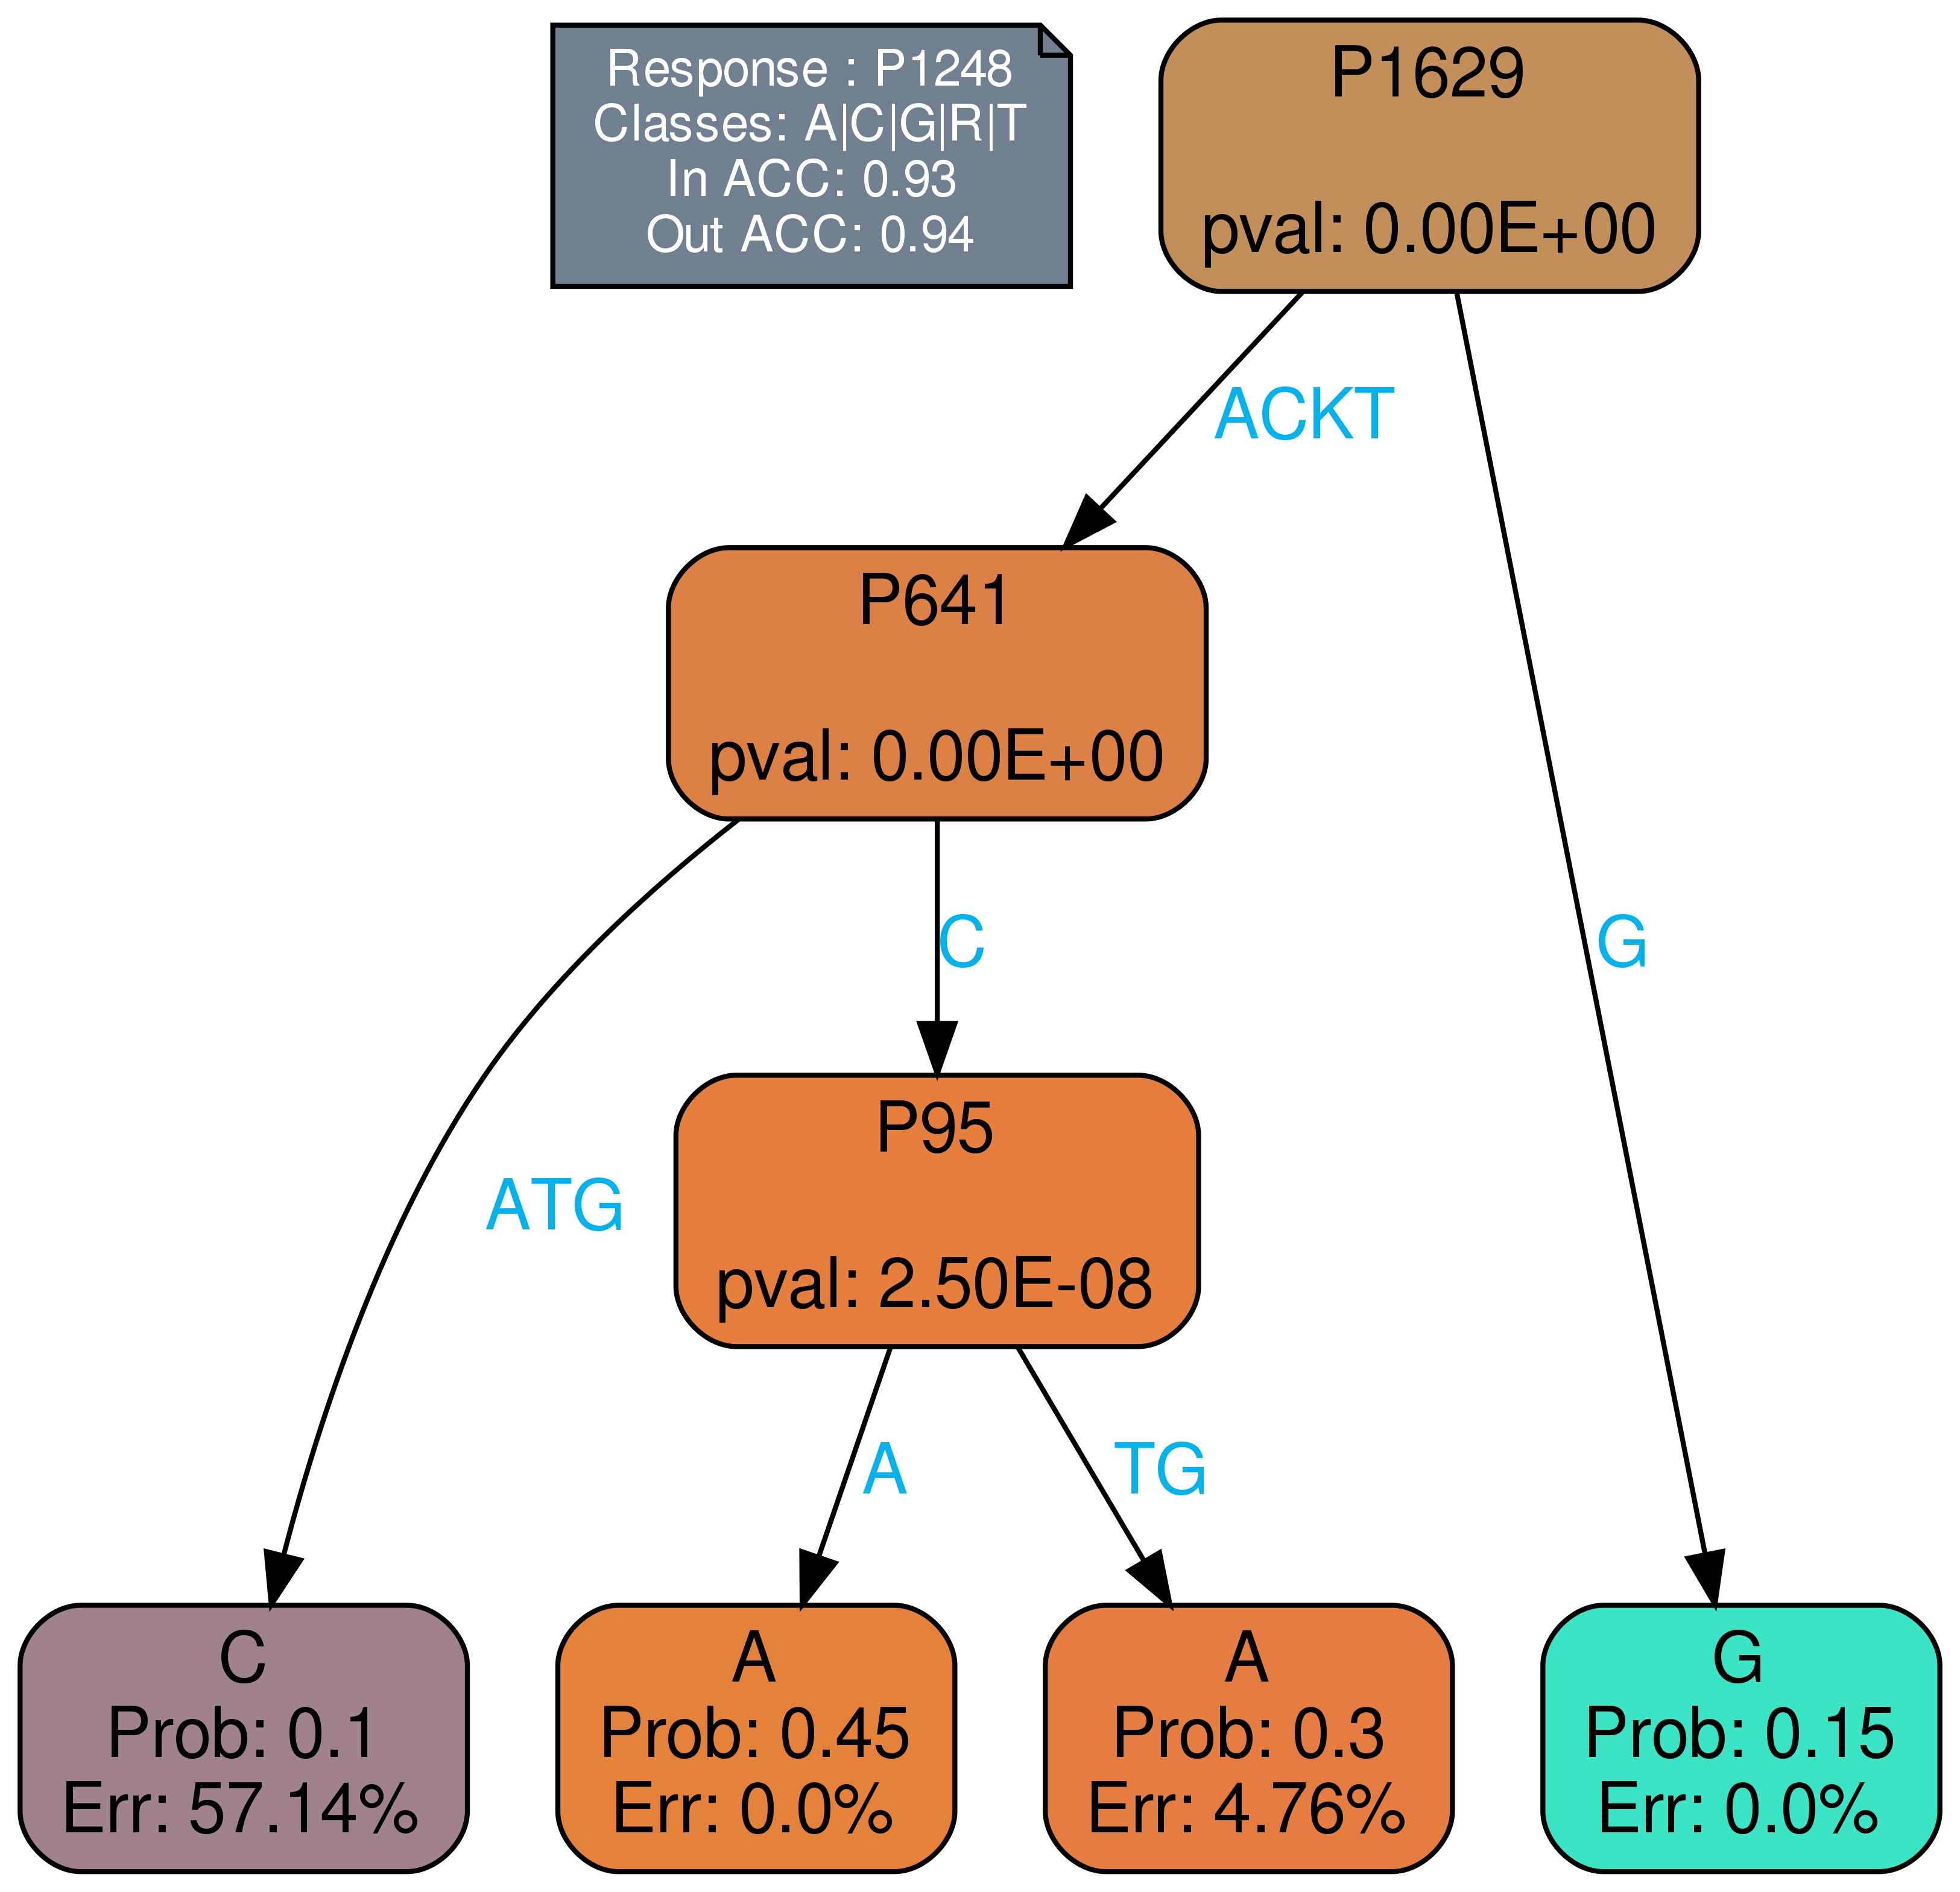 Response : P1248
Classes: A|C|G|R|T
In ACC: 0.93
Out ACC: 0.94
P1629
pval: 0.00E+00
ACKT
P641
pval: 0.00E+00
C
G
P95
pval: 2.50E-08
ATG
A
TG
C
Prob: 0.1
Err: 57.14%
A
Prob: 0.45
Err: 0.0%
A
Prob: 0.3
Err: 4.76%
G
Prob: 0.15
Err: 0.0%